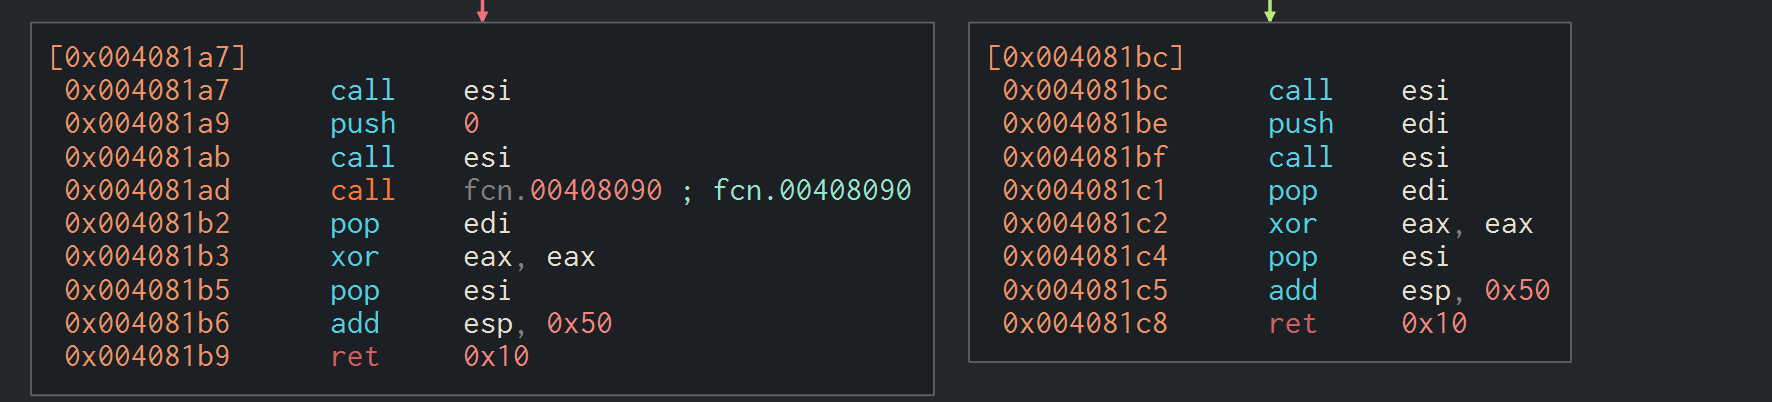 [0x004081a7]
0x004081a7 call esi
0x004081a9 push 0
0x004081ab call esi
0x004081ad call fcn.00408090 ; fcn.00408090
0x004081b2 pop edi
0x004081b3 xor eax, eax
0x004081b5 pop esi
0x004081b6 add esp, 0x50
0x004081b9 ret 0x10
[0x004081bc]
0x004081bc call esi
0x004081be push edi
0x004081bf call esi
0x004081c1 pop edi
0x004081c2 xor eax, eax
0x004081c4 pop esi
0x004081c5 add esp, 0x50
0x004081c8 ret 0x10